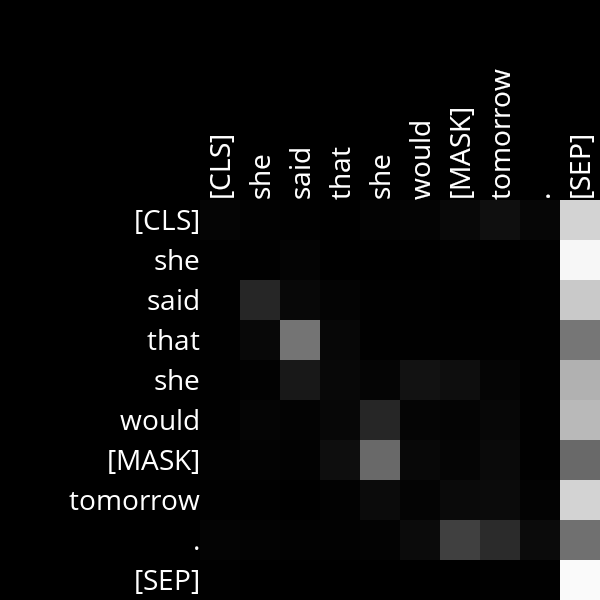 [CLS]
she
said
that
she
would
[MASK]
tomorrow
.
[SEP]
[CLS]
she
said
that
she
would
[MASK]
tomorrow
.
[SEP]